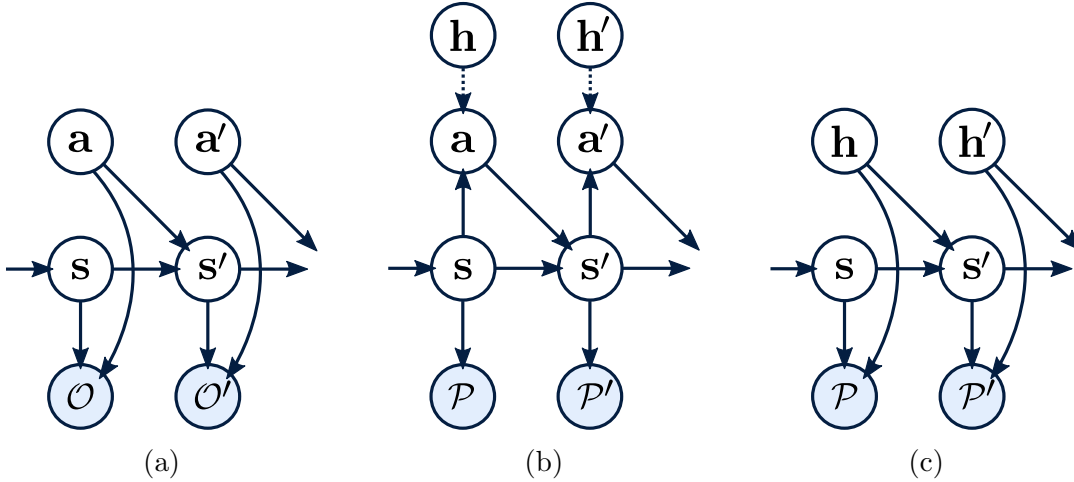 h h′
a a′ a a′ h h′
s s′ s s′ s s′
𝒪 𝒪′ 𝒫 𝒫′ 𝒫 𝒫′
(a) (b) (c)